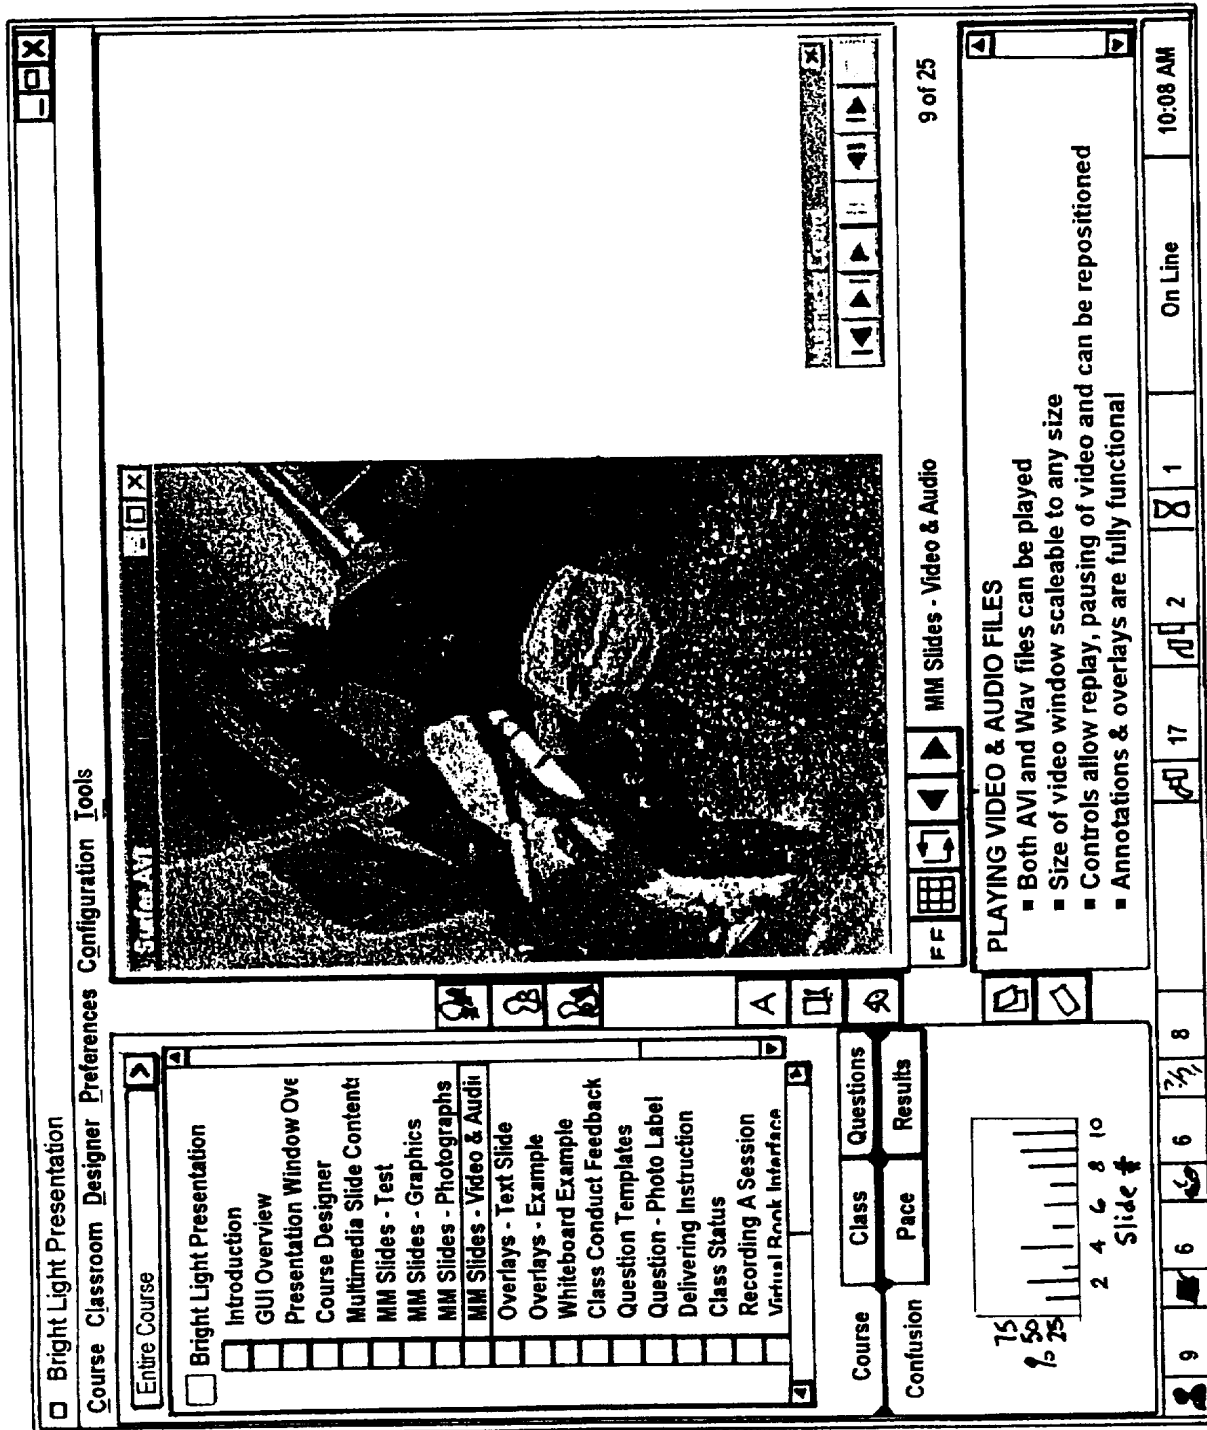 Bright Light Presentation
Course Classroom Designer Preferences Configuration Tools
Entire Course
Bright Light Presentation
Introduction
GUI Overview
Presentation Window Ove
Course Designer
Multimedia Slide Content
MM Slides - Test
MM Slides - Graphics
MM Slides - Photographs
MM Slides - Video & Audi
Overlays - Text Slide
Overlays - Example
Whiteboard Example
Class Conduct Feedback
Question Templates
Question - Photo Label
Delivering Instruction
Class Status
Recording A Session
Virtual Book Interface
Surfer.AVI
A
FF
MM Slides - Video & Audio
9 of 25
Course Class Questions
Confusion Pace Results
75
% 50
25
2 4 6 8 10
Slide #
PLAYING VIDEO & AUDIO FILES
▪ Both AVI and Wav files can be played
▪ Size of video window scaleable to any size
▪ Controls allow replay, pausing of video and can be repositioned
▪ Annotations & overlays are fully functional
9 6 6 8 17 2 1 On Line 10:08 AM